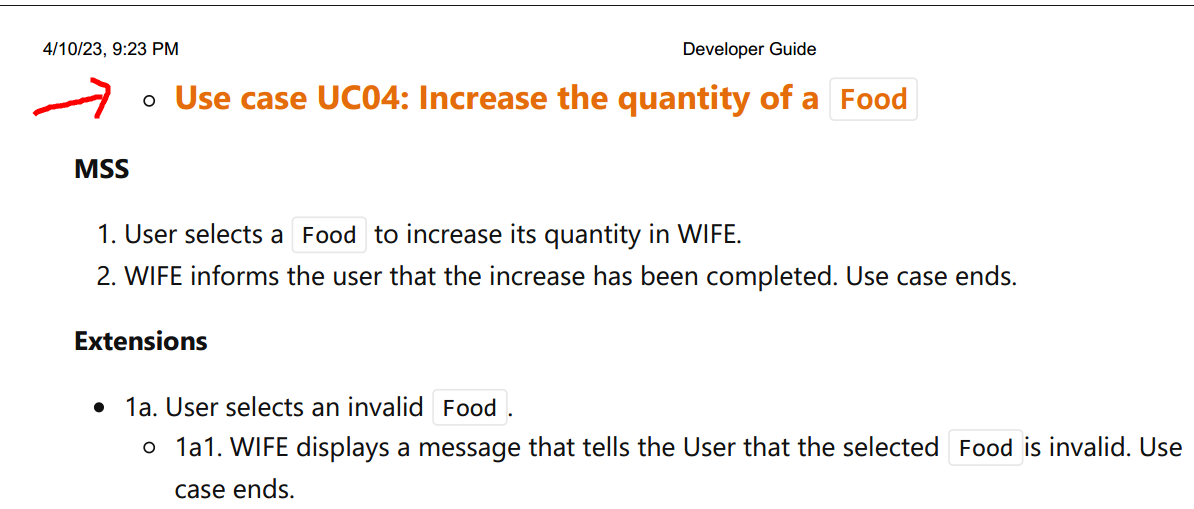 4/10/23, 9:23 PM Developer Guide
Use case UC04: Increase the quantity of a Food
MSS
1. User selects a Food to increase its quantity in WIFE.
2. WIFE informs the user that the increase has been completed. Use case ends.
Extensions
1a. User selects an invalid Food.
1a1. WIFE displays a message that tells the User that the selected Food is invalid. Use
case ends.